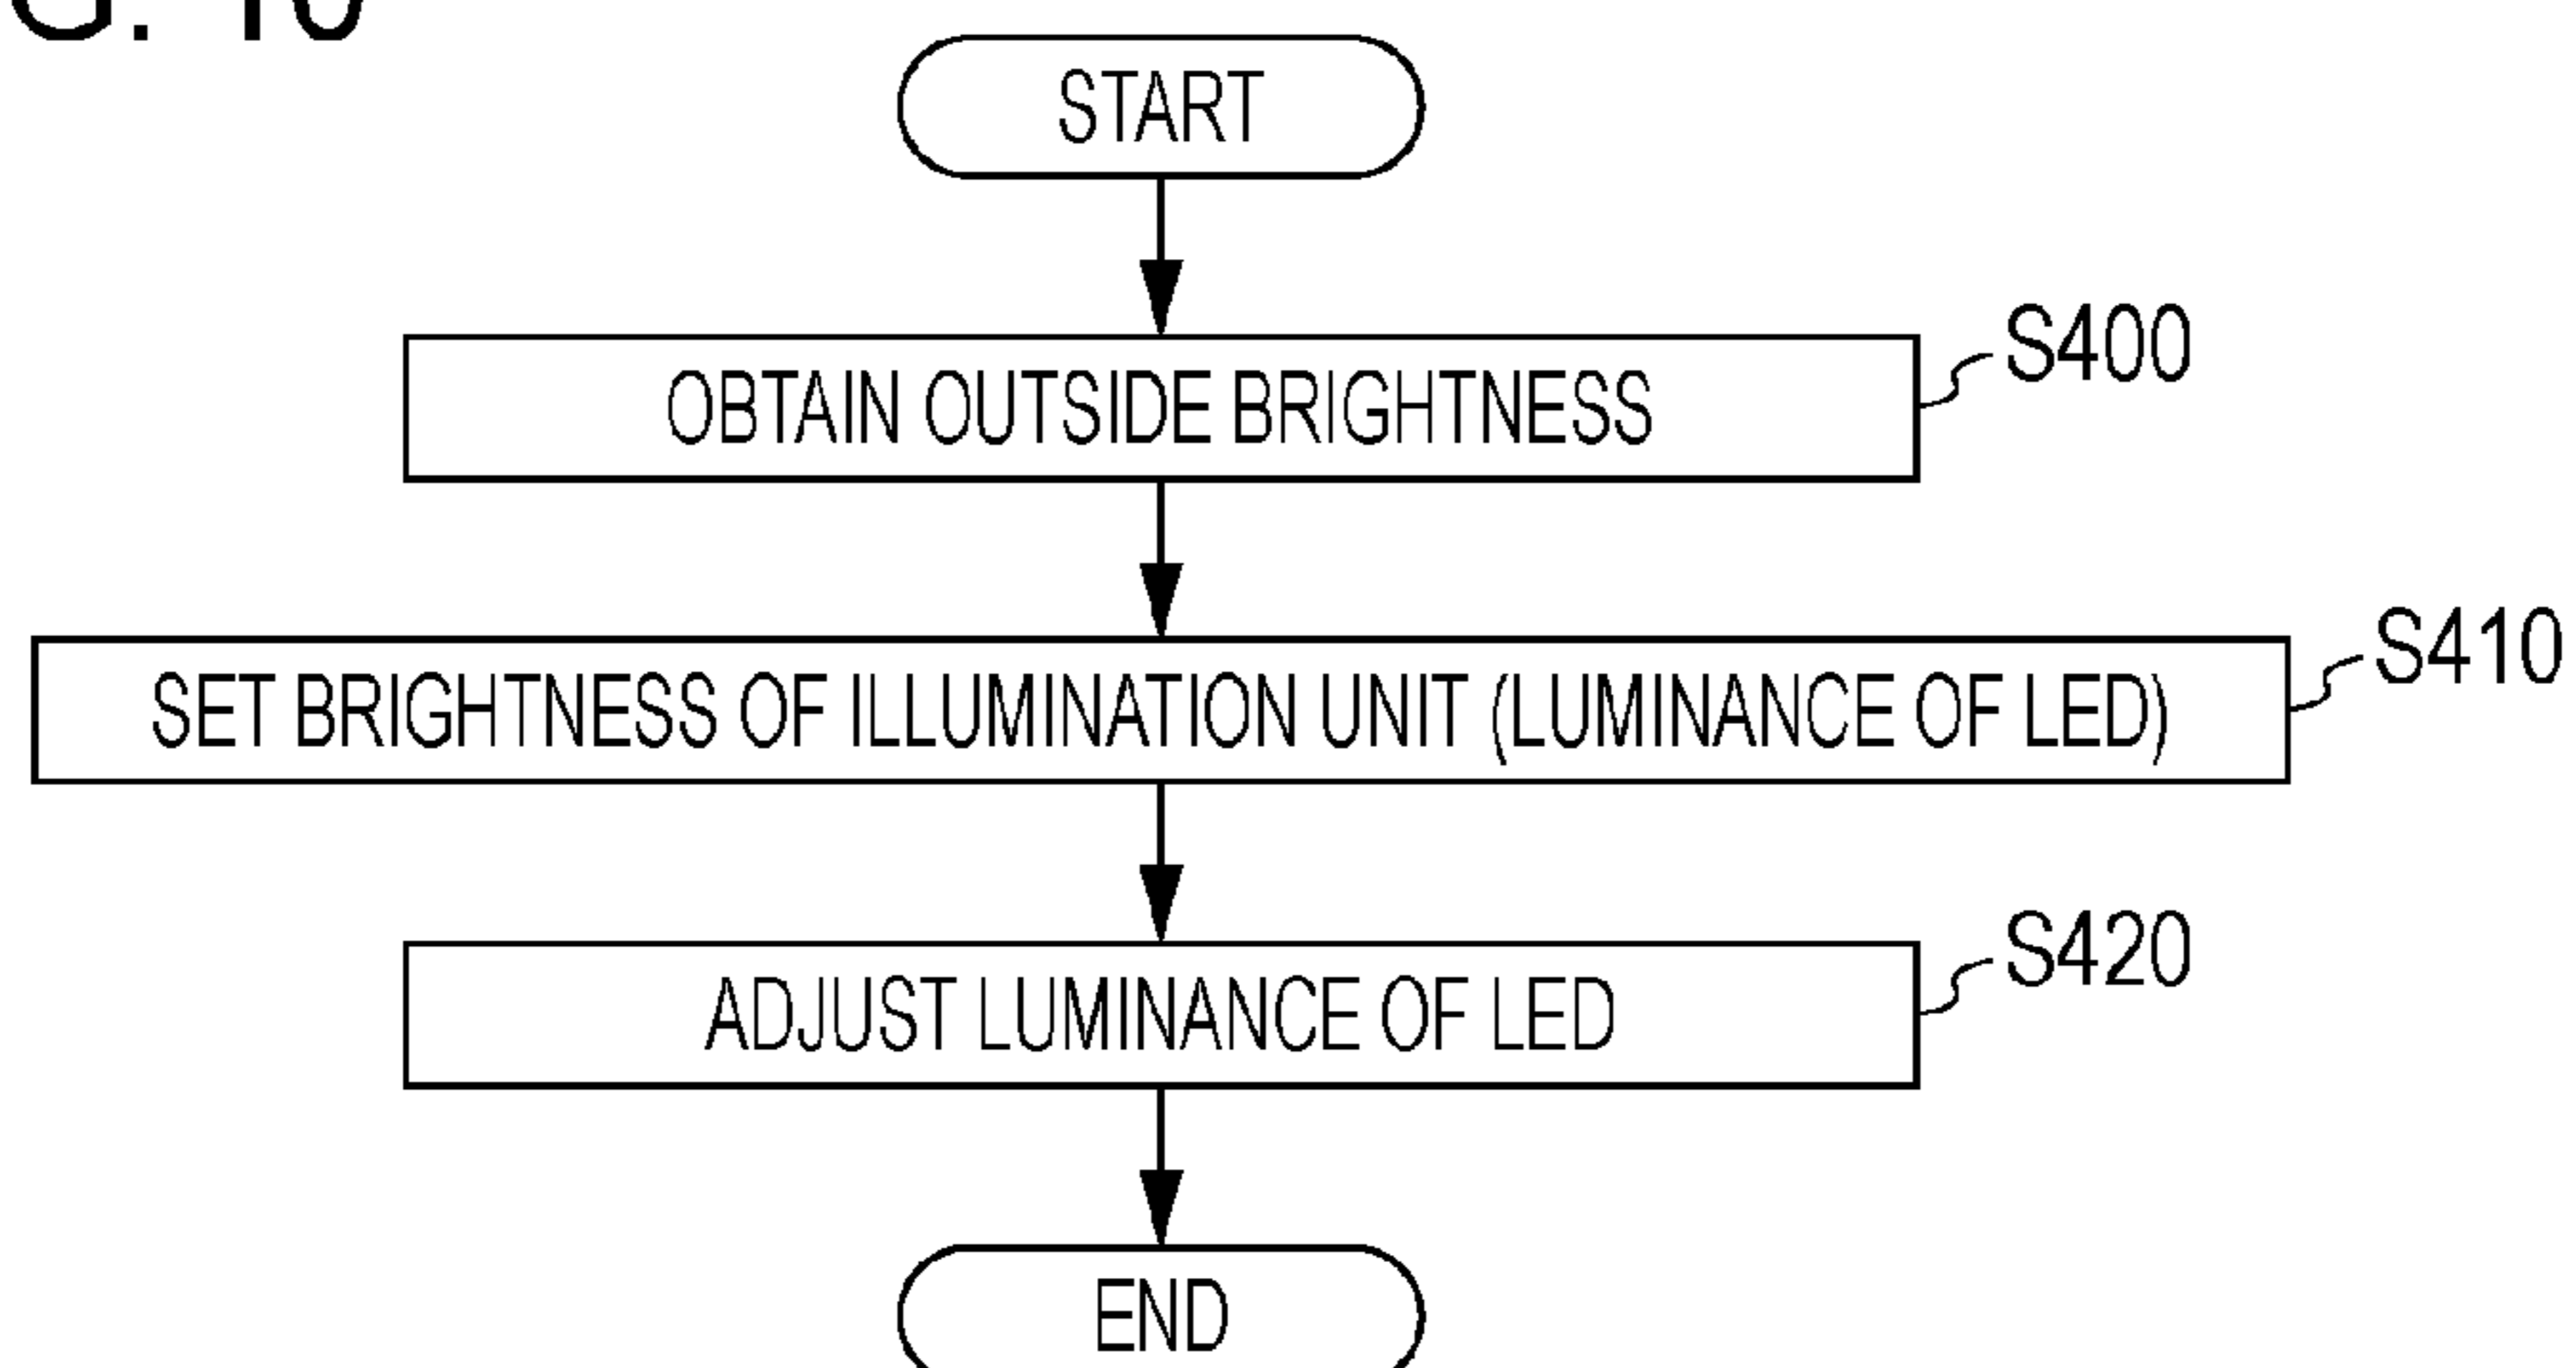 G. 10
START
OBTAIN OUTSIDE BRIGHTNESS
S400
SET BRIGHTNESS OF ILLUMINATION UNIT (LUMINANCE OF LED)
S410
ADJUST LUMINANCE OF LED
S420
END